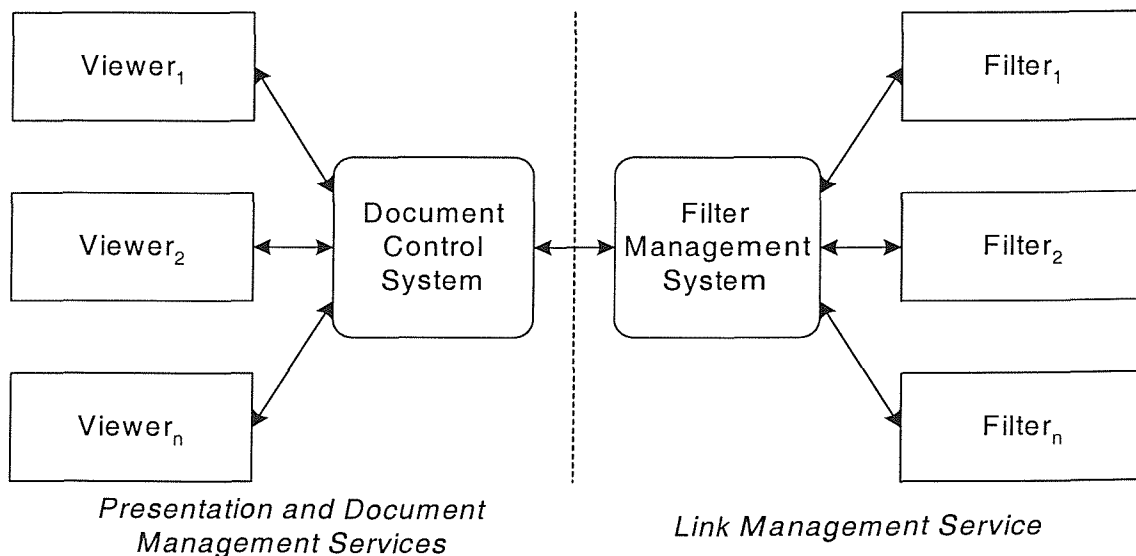 Viewer₁
Filter₁
Document
Control
System
Filter
Management
System
Viewer₂
Filter₂
Viewerₙ
Filterₙ
Presentation and Document
Management Services
Link Management Service